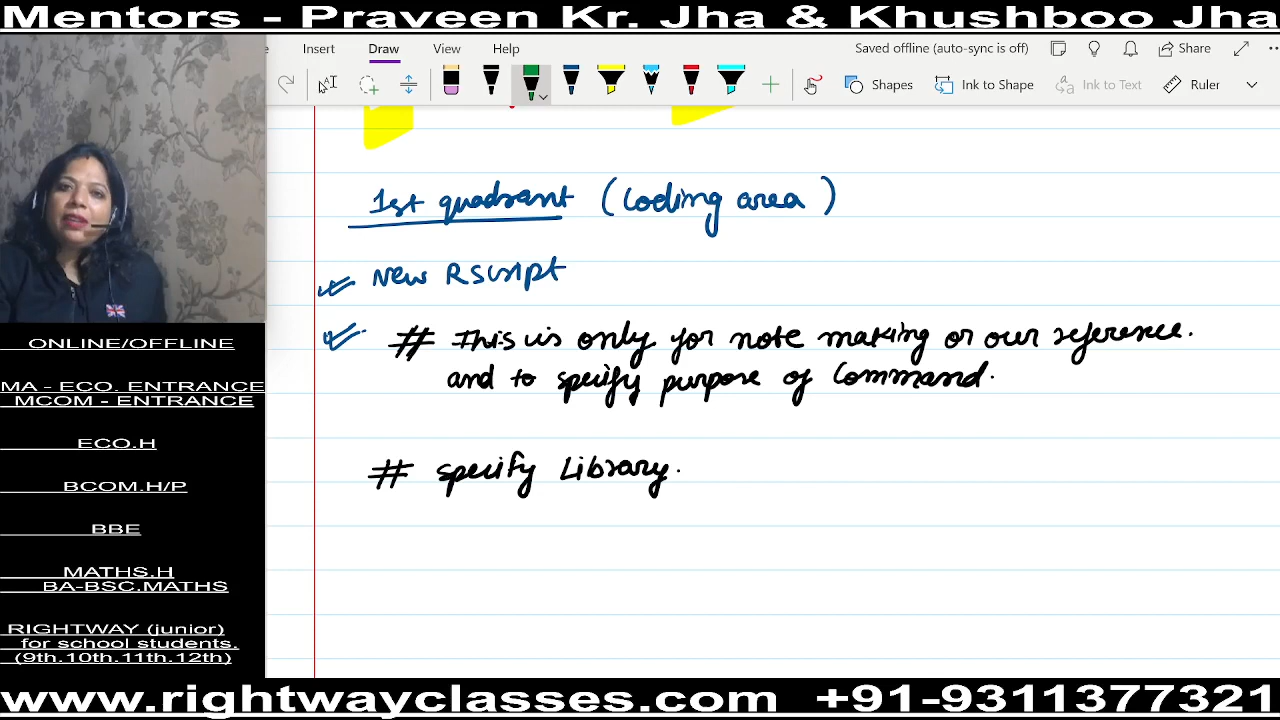 Mentors - Praveen Kr. Jha & Khushboo Jha
Insert Draw View Help
Saved offline (auto-sync is off)
Share
Shapes
Ink to Shape
Ink to Text
Ruler
1st quadrant (Coding area)
New RScript
# This is only for note making or our reference.
and to specify purpose of Command.
# specify Library.
ONLINE/OFFLINE
MA - ECO. ENTRANCE
MCOM - ENTRANCE
ECO.H
BCOM.H/P
BBE
MATHS.H
BA-BSC.MATHS
RIGHTWAY (junior)
for school students.
(9th.10th.11th.12th)
www.rightwayclasses.com +91-9311377321